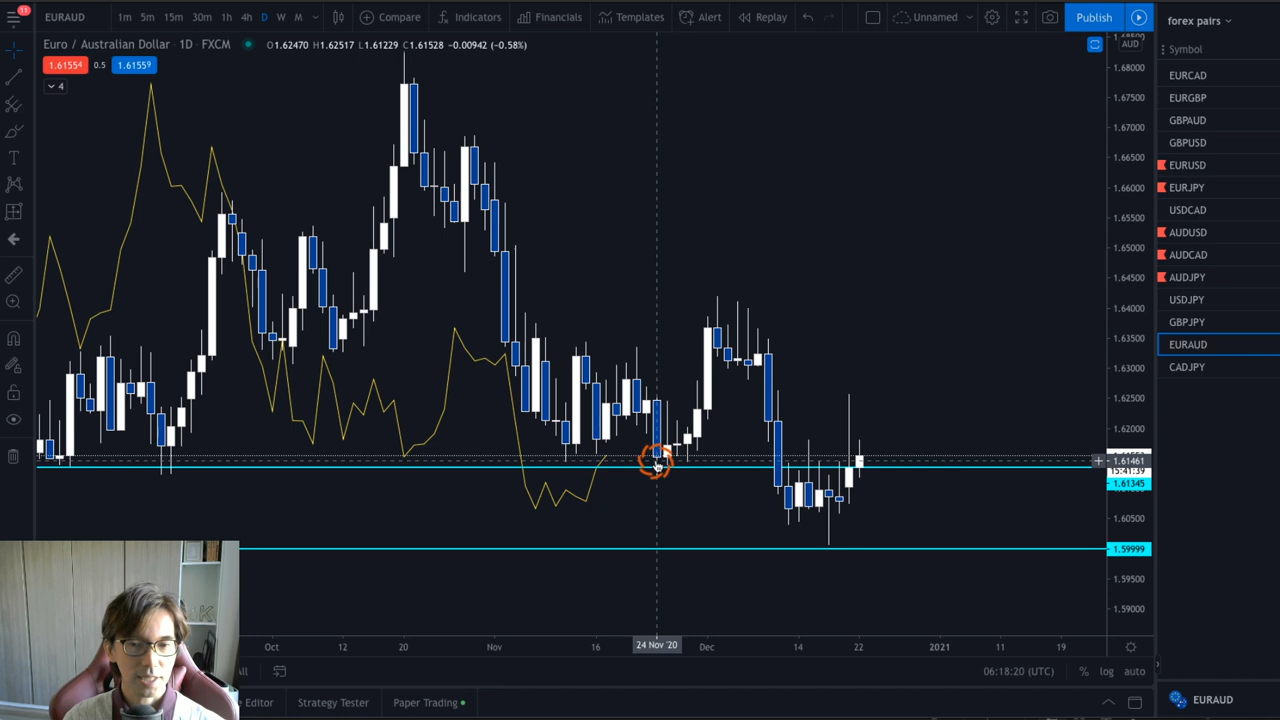 11
EURAUD 1m 5m 15m 30m 1h 4h D W M Compare Indicators Financials Templates Alert Replay Unnamed Publish forex pairs
Euro / Australian Dollar · 1D · FXCM O1.62470 H1.62517 L1.61229 C1.61528 -0.00942 (-0.58%)
AUD
Symbol
1.61554 0.5 1.61559
4
1.68000
1.67500
1.67000
1.66500
1.66000
1.65500
1.65000
1.64500
1.64000
1.63500
1.63000
1.62500
1.62000
1.61461
15:41:39
1.61345
1.60500
1.59999
1.59500
1.59000
EURCAD
EURGBP
GBPAUD
GBPUSD
EURUSD
EURJPY
USDCAD
AUDUSD
AUDCAD
AUDJPY
USDJPY
GBPJPY
EURAUD
CADJPY
Oct 12 20 Nov 16 24 Nov '20 Dec 14 22 2021 11 19
All 06:18:20 (UTC) % log auto
Editor Strategy Tester Paper Trading EURAUD